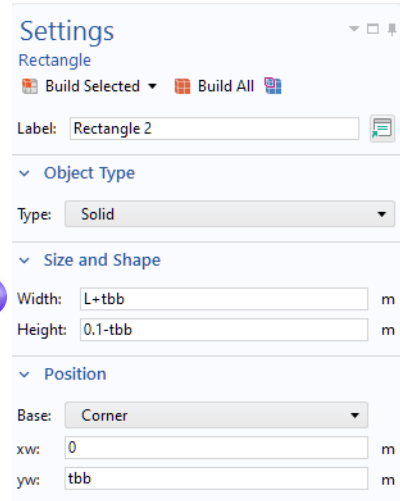 Settings
Rectangle
Build Selected Build All
Label: Rectangle 2
Object Type
Type: Solid
Size and Shape
Width: L+tbb m
Height: 0.1-tbb m
Position
Base: Corner
xw: 0 m
yw: tbb m